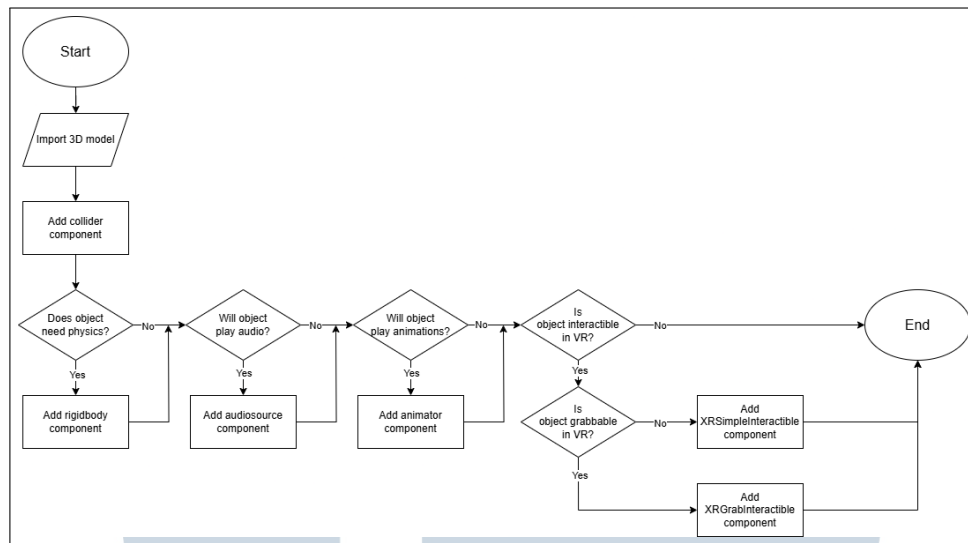 Start
Import 3D model
Add collider
component
Does object
need physics?
No
Yes
Add rigidbody
component
Will object
play audio?
No
Yes
Add audiosource
component
Will object
play animations?
No
Yes
Add animator
component
Is
object interactible
in VR?
No
Yes
End
Is
object grabbable
in VR?
No
Yes
Add
XRSimpleInteractible
component
Add
XRGrabInteractible
component